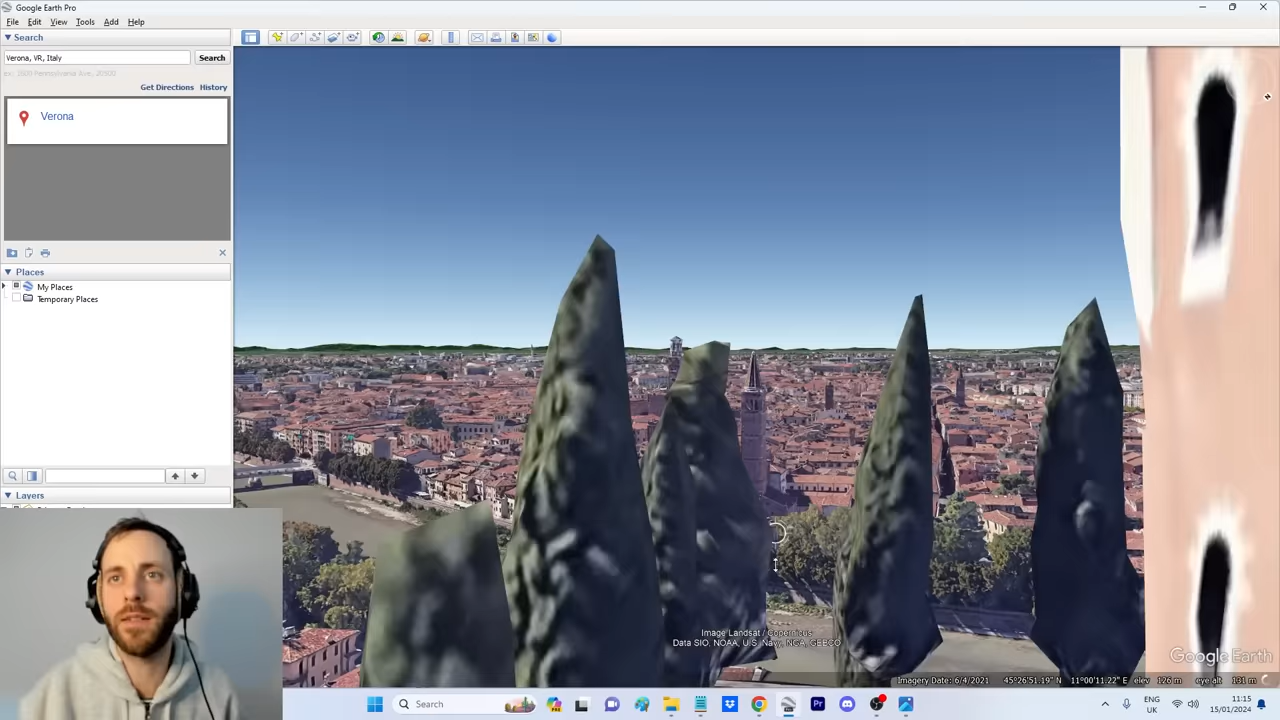 Google Earth Pro
File Edit View Tools Add Help
Search
Verona, VR, Italy
Search
Get Directions History
Verona
Places
My Places
Temporary Places
Layers
Image Landsat / Copernicus
Data SIO, NOAA, U.S. Navy, NGA, GEBCO
Google Earth
Imagery Date: 6/4/2021 45°26'51.19" N 11°00'11.22" E elev 126 m eye alt 131 m
Search
ENG
UK
11:15
15/01/2024